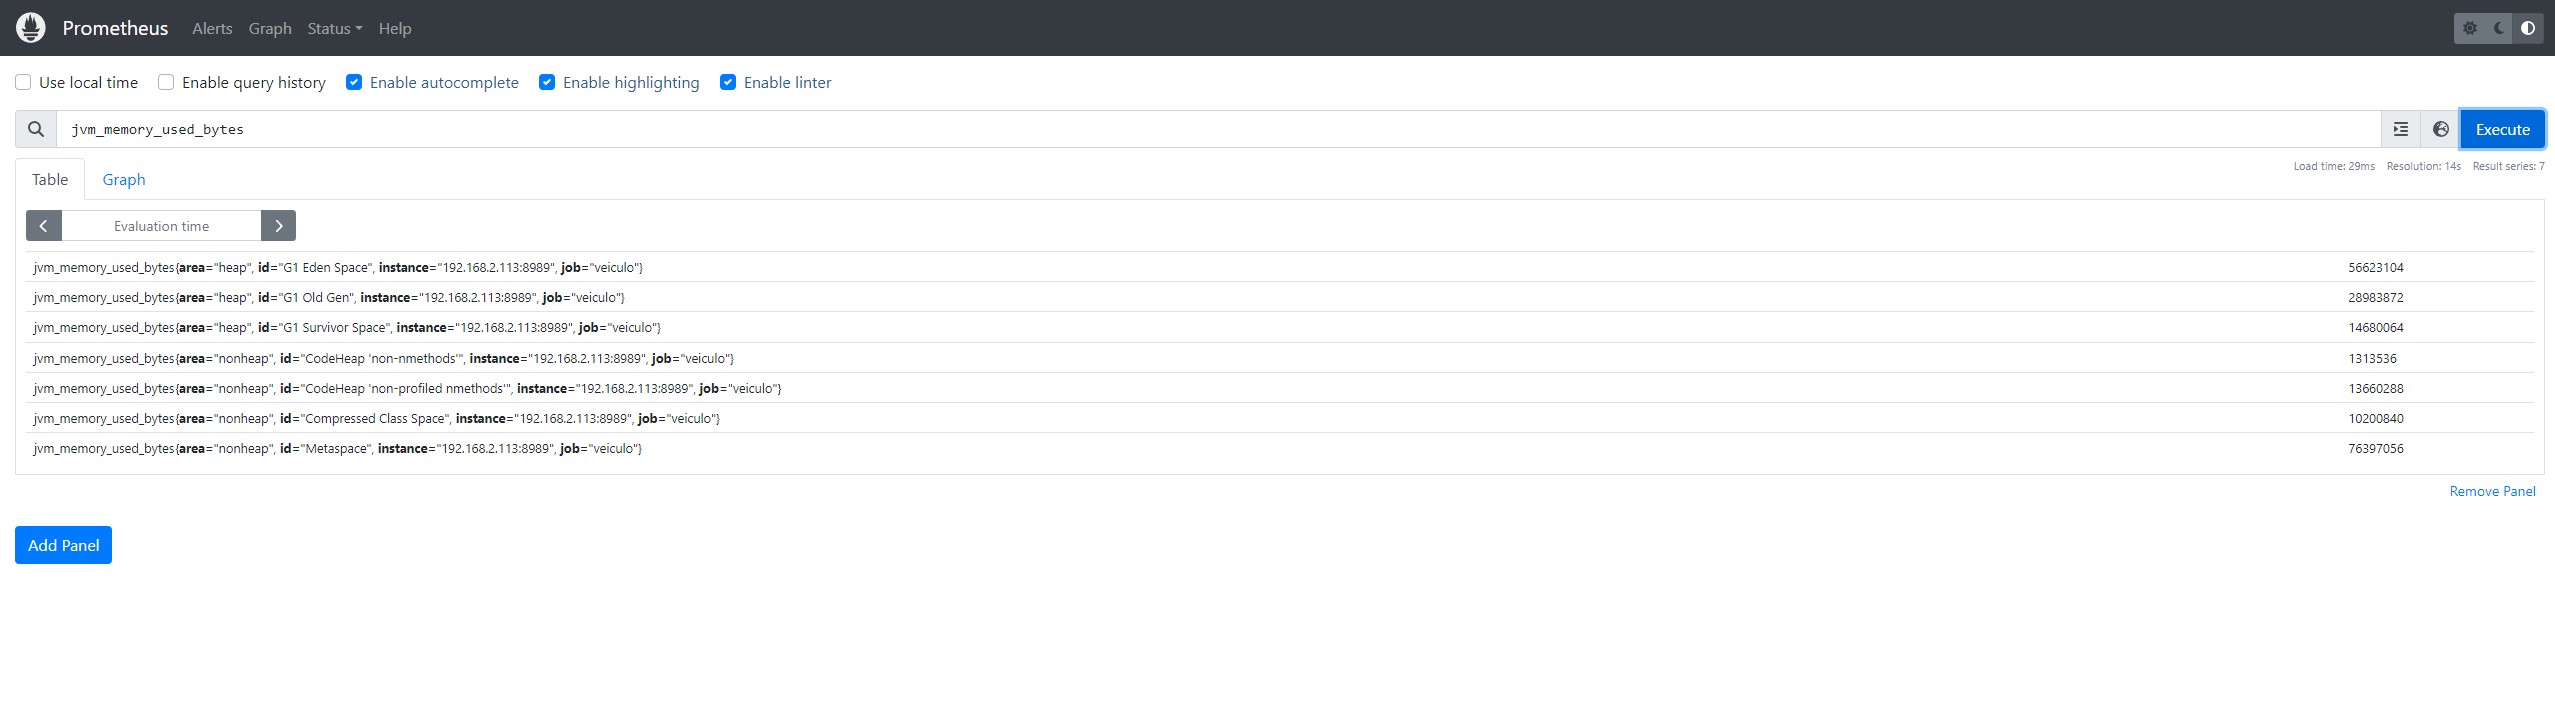 Prometheus Alerts Graph Status Help
Use local time Enable query history Enable autocomplete Enable highlighting Enable linter
jvm_memory_used_bytes Execute
Table Graph Load time: 29ms Resolution: 14s Result series: 7
Evaluation time
jvm_memory_used_bytes{area="heap", id="G1 Eden Space", instance="192.168.2.113:8989", job="veiculo"} 56623104
jvm_memory_used_bytes{area="heap", id="G1 Old Gen", instance="192.168.2.113:8989", job="veiculo"} 28983872
jvm_memory_used_bytes{area="heap", id="G1 Survivor Space", instance="192.168.2.113:8989", job="veiculo"} 14680064
jvm_memory_used_bytes{area="nonheap", id="CodeHeap 'non-nmethods'", instance="192.168.2.113:8989", job="veiculo"} 1313536
jvm_memory_used_bytes{area="nonheap", id="CodeHeap 'non-profiled nmethods'", instance="192.168.2.113:8989", job="veiculo"} 13660288
jvm_memory_used_bytes{area="nonheap", id="Compressed Class Space", instance="192.168.2.113:8989", job="veiculo"} 10200840
jvm_memory_used_bytes{area="nonheap", id="Metaspace", instance="192.168.2.113:8989", job="veiculo"} 76397056
Remove Panel
Add Panel